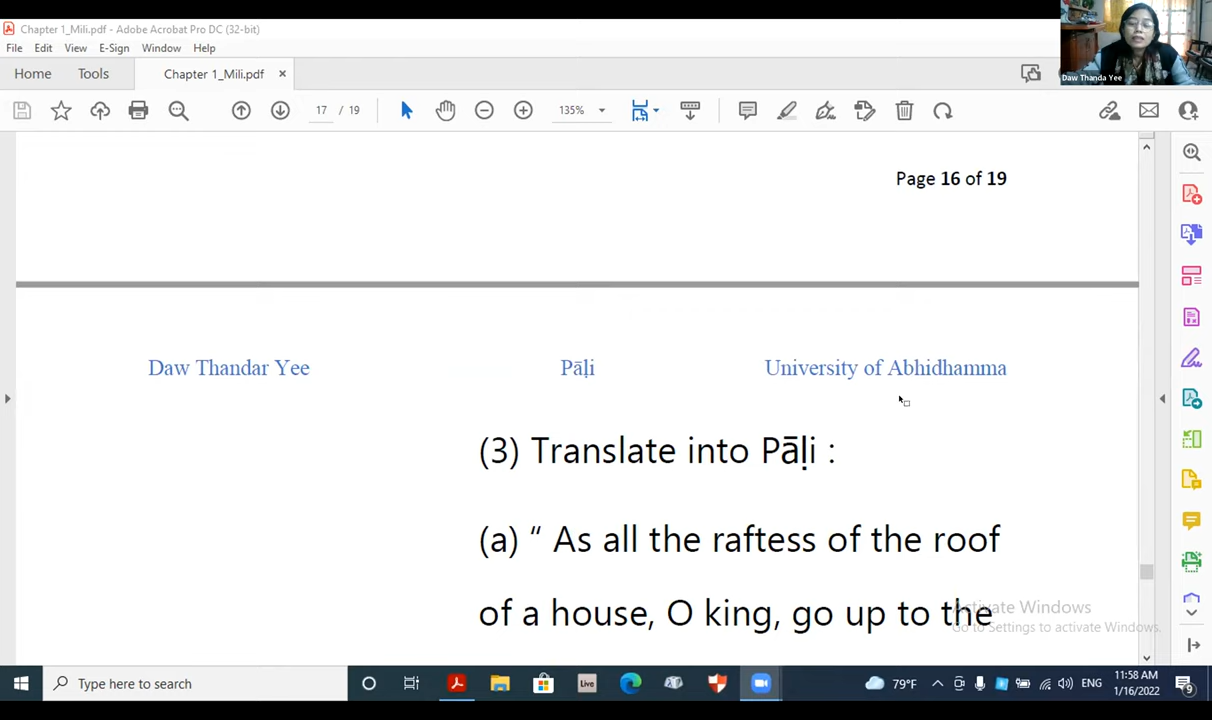 Chapter 1_Mili.pdf - Adobe Acrobat Pro DC (32-bit)
File Edit View E-Sign Window Help
Home Tools Chapter 1_Mili.pdf ×
Daw Thanda Yee
17 / 19 135%
Page 16 of 19
Daw Thandar Yee Pāḷi University of Abhidhamma
(3) Translate into Pāḷi :
(a) “ As all the raftess of the roof
of a house, O king, go up to the
Activate Windows
Go to Settings to activate Windows.
Type here to search
Live
79°F
ENG
11:58 AM
1/16/2022
9